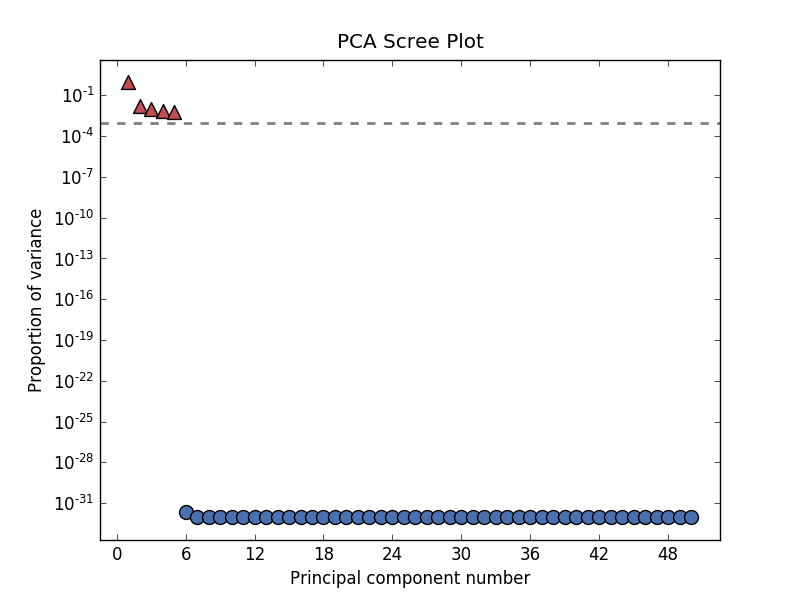 PCA Scree Plot
Proportion of variance
10^-1
10^-4
10^-7
10^-10
10^-13
10^-16
10^-19
10^-22
10^-25
10^-28
10^-31
0 6 12 18 24 30 36 42 48
Principal component number